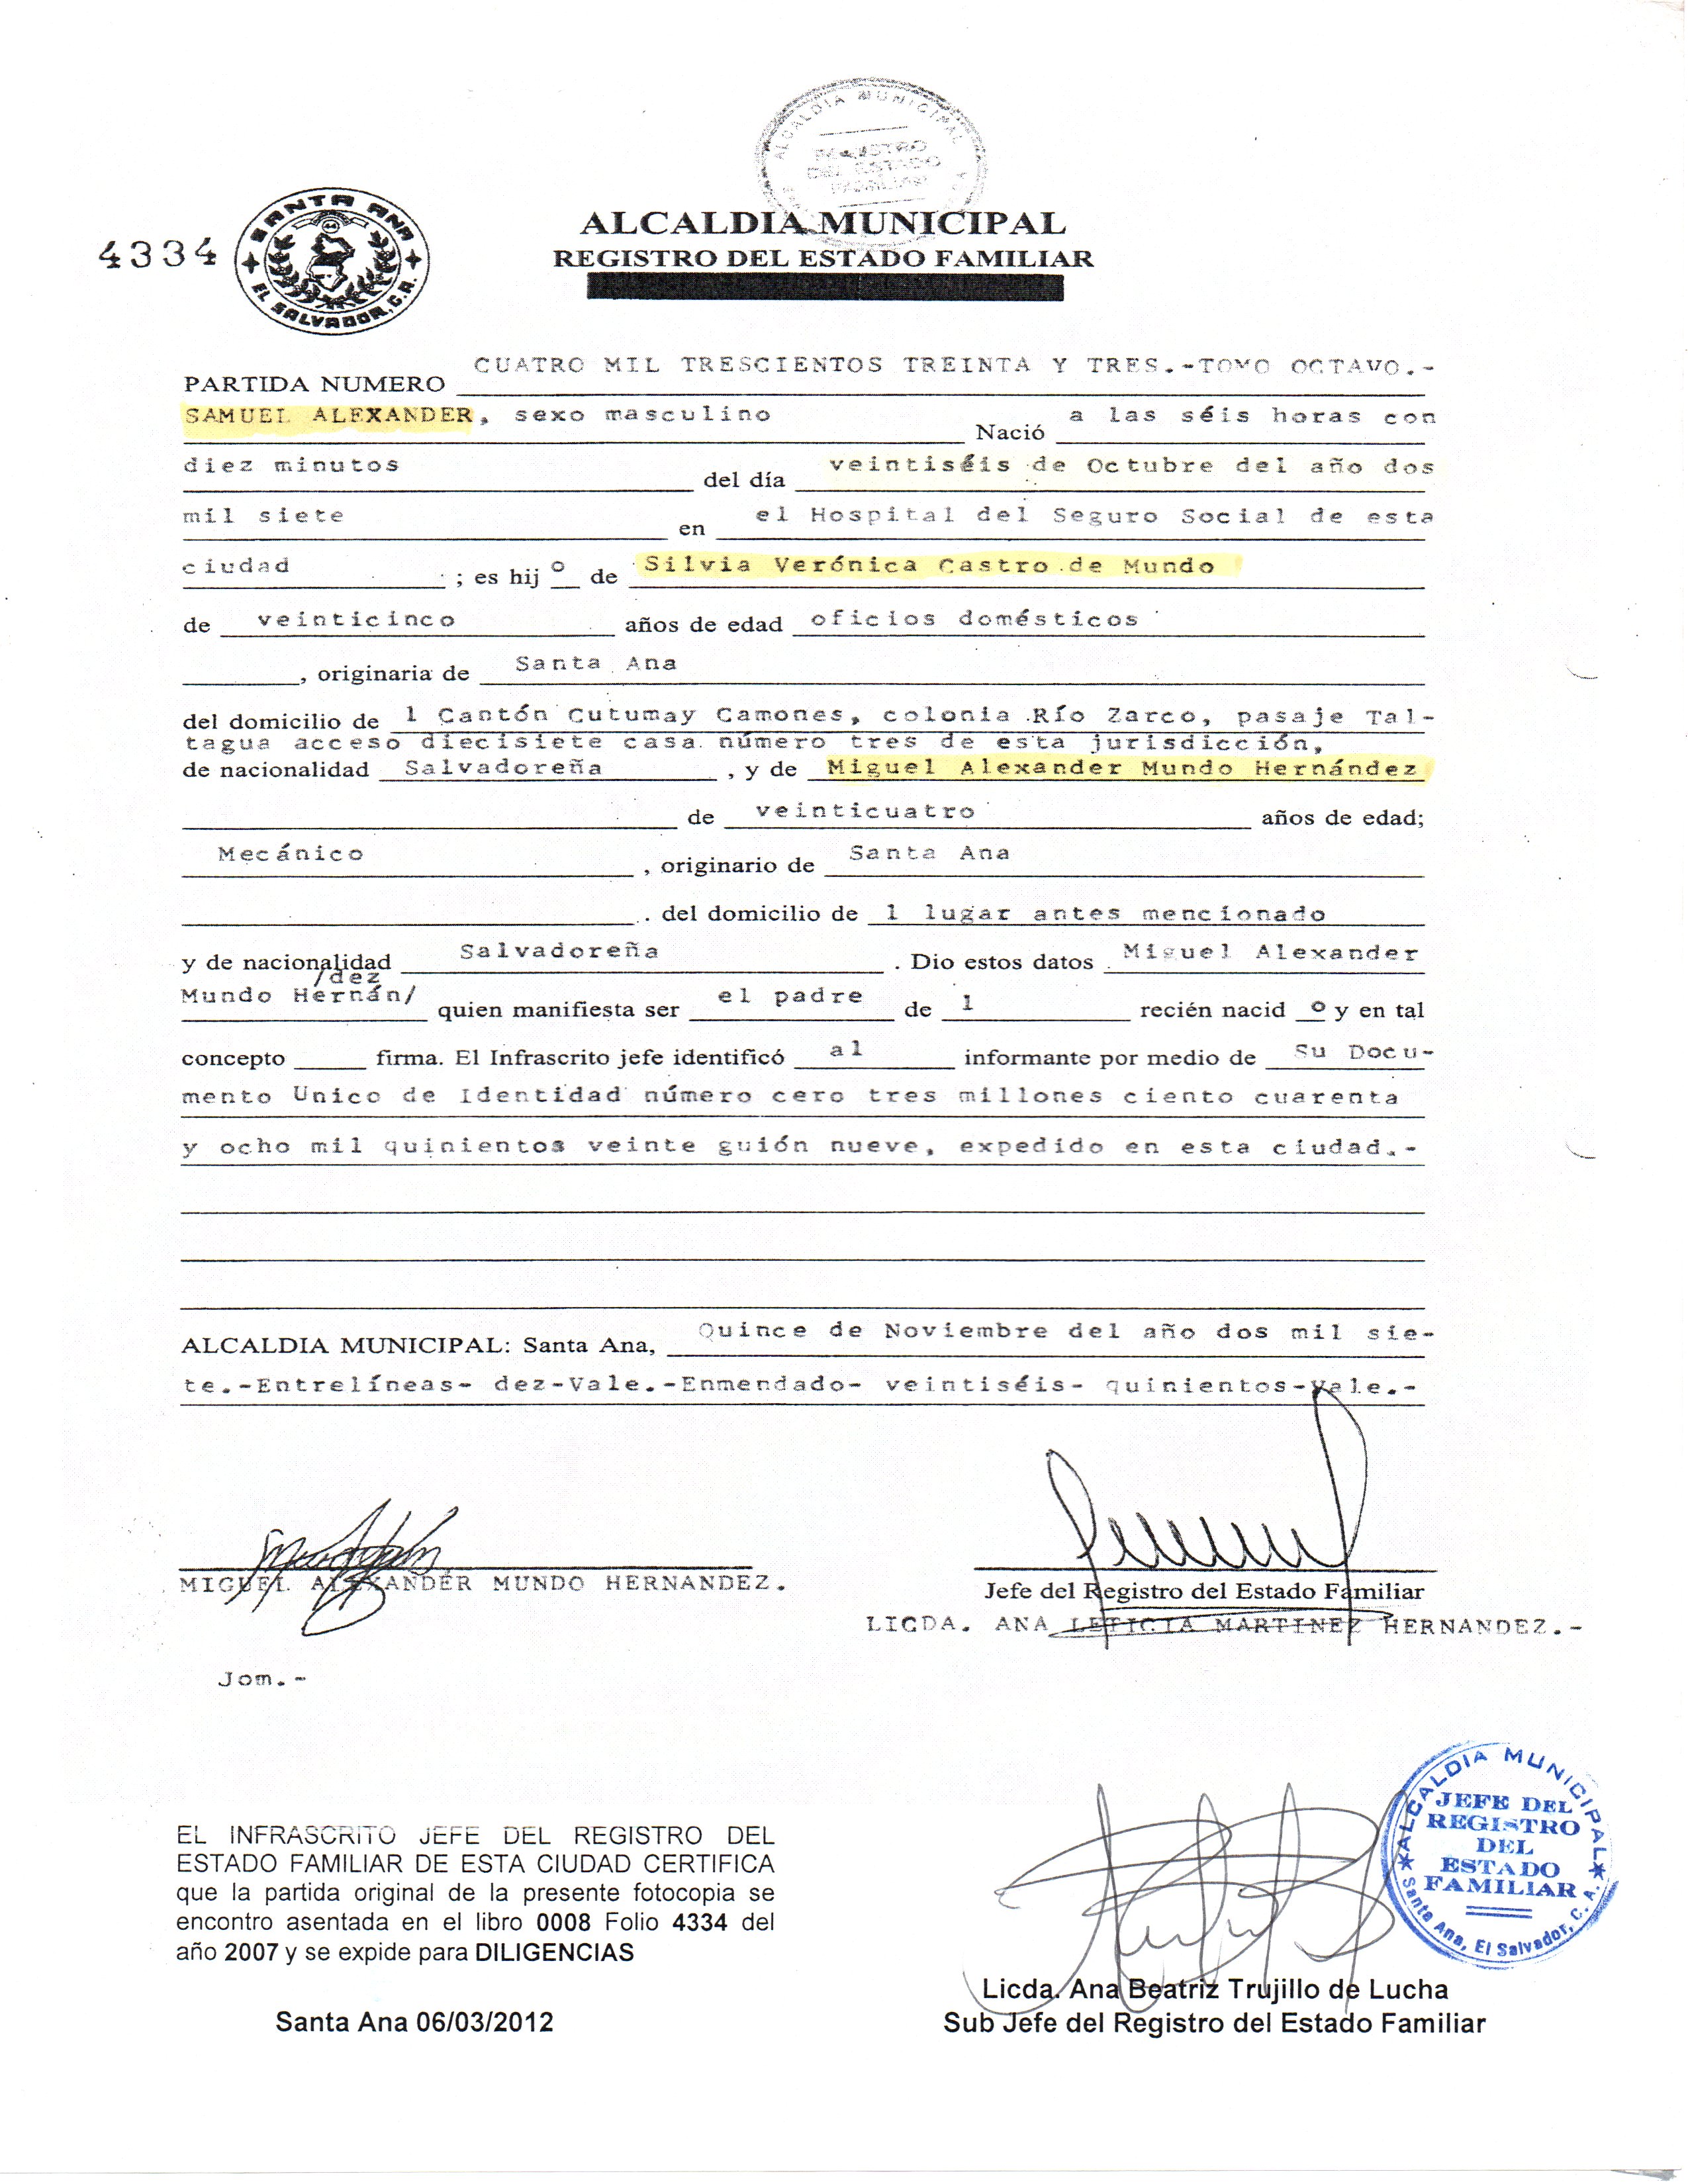 ALCALDIA MUNICIPAL
REGISTRO DEL ESTADO FAMILIAR
4334
SANTA ANA
EL SALVADOR, C.A.
ALCALDIA MUNICIPAL
REGISTRO DEL ESTADO FAMILIAR
PARTIDA NUMERO CUATRO MIL TRESCIENTOS TREINTA Y TRES.-TOMO OCTAVO.-
SAMUEL ALEXANDER, sexo masculino Nació a las séis horas con
diez minutos del día veintiséis de Octubre del año dos
mil siete en el Hospital del Seguro Social de esta
ciudad ; es hij o de Silvia Verónica Castro de Mundo
de veinticinco años de edad oficios domésticos
, originaria de Santa Ana
del domicilio de l Cantón Cutumay Camones, colonia Río Zarco, pasaje Tal-
tagua acceso diecisiete casa número tres de esta jurisdicción,
de nacionalidad Salvadoreña , y de Miguel Alexander Mundo Hernández
de veinticuatro años de edad;
Mecánico , originario de Santa Ana
. del domicilio de l lugar antes mencionado
y de nacionalidad Salvadoreña . Dio estos datos Miguel Alexander
/dez
Mundo Hernán/ quien manifiesta ser el padre de l recién nacid o y en tal
concepto firma. El Infrascrito jefe identificó al informante por medio de Su Docu-
mento Unico de Identidad número cero tres millones ciento cuarenta
y ocho mil quinientos veinte guión nueve, expedido en esta ciudad.-
ALCALDIA MUNICIPAL: Santa Ana, Quince de Noviembre del año dos mil sie-
te.-Entrelíneas- dez-Vale.-Enmendado- veintiséis- quinientos-vale.-
MIGUEL ALEXANDER MUNDO HERNANDEZ.
Jefe del Registro del Estado Familiar
LICDA. ANA LETICIA MARTINEZ HERNANDEZ.-
Jom.-
EL INFRASCRITO JEFE DEL REGISTRO DEL
ESTADO FAMILIAR DE ESTA CIUDAD CERTIFICA
que la partida original de la presente fotocopia se
encontro asentada en el libro 0008 Folio 4334 del
año 2007 y se expide para DILIGENCIAS
Santa Ana 06/03/2012
ALCALDIA MUNICIPAL
JEFE DEL
REGISTRO
DEL
ESTADO
FAMILIAR
Santa Ana, El Salvador, C. A.
Licda. Ana Beatriz Trujillo de Lucha
Sub Jefe del Registro del Estado Familiar